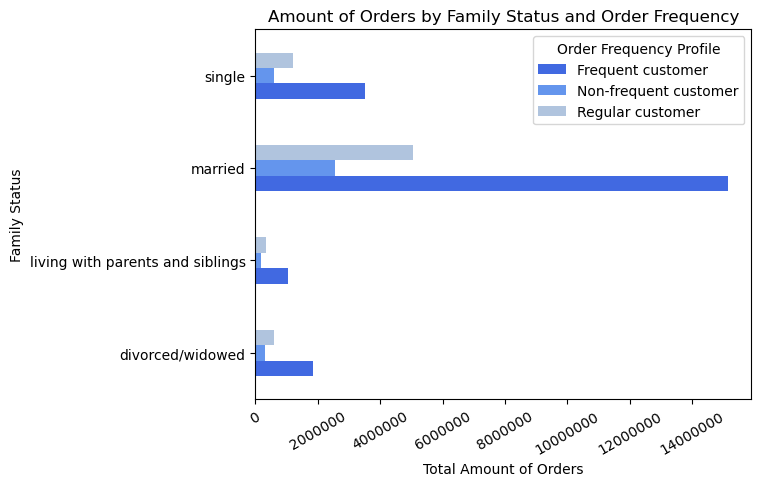 Amount of Orders by Family Status and Order Frequency
Order Frequency Profile
Frequent customer
Non-frequent customer
Regular customer
Family Status
single
married
living with parents and siblings
divorced/widowed
0
2000000
4000000
6000000
8000000
10000000
12000000
14000000
Total Amount of Orders